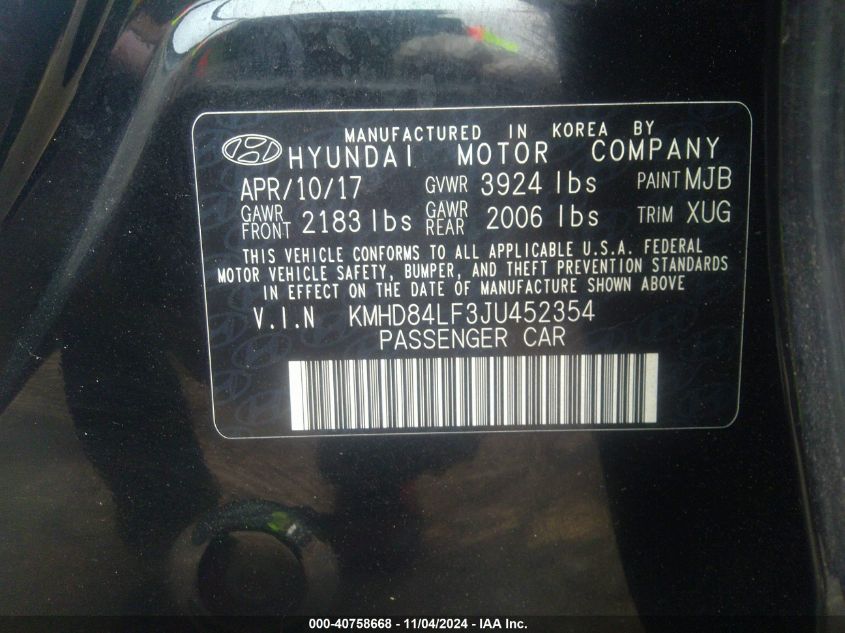 MANUFACTURED IN KOREA BY
HYUNDAI MOTOR COMPANY
APR/10/17 GVWR 3924 lbs PAINT MJB
GAWR FRONT 2183 lbs GAWR REAR 2006 lbs TRIM XUG
THIS VEHICLE CONFORMS TO ALL APPLICABLE U.S.A. FEDERAL
MOTOR VEHICLE SAFETY, BUMPER, AND THEFT PREVENTION STANDARDS
IN EFFECT ON THE DATE OF MANUFACTURE SHOWN ABOVE
V.I.N KMHD84LF3JU452354
PASSENGER CAR
000-40758668 - 11/04/2024 - IAA Inc.